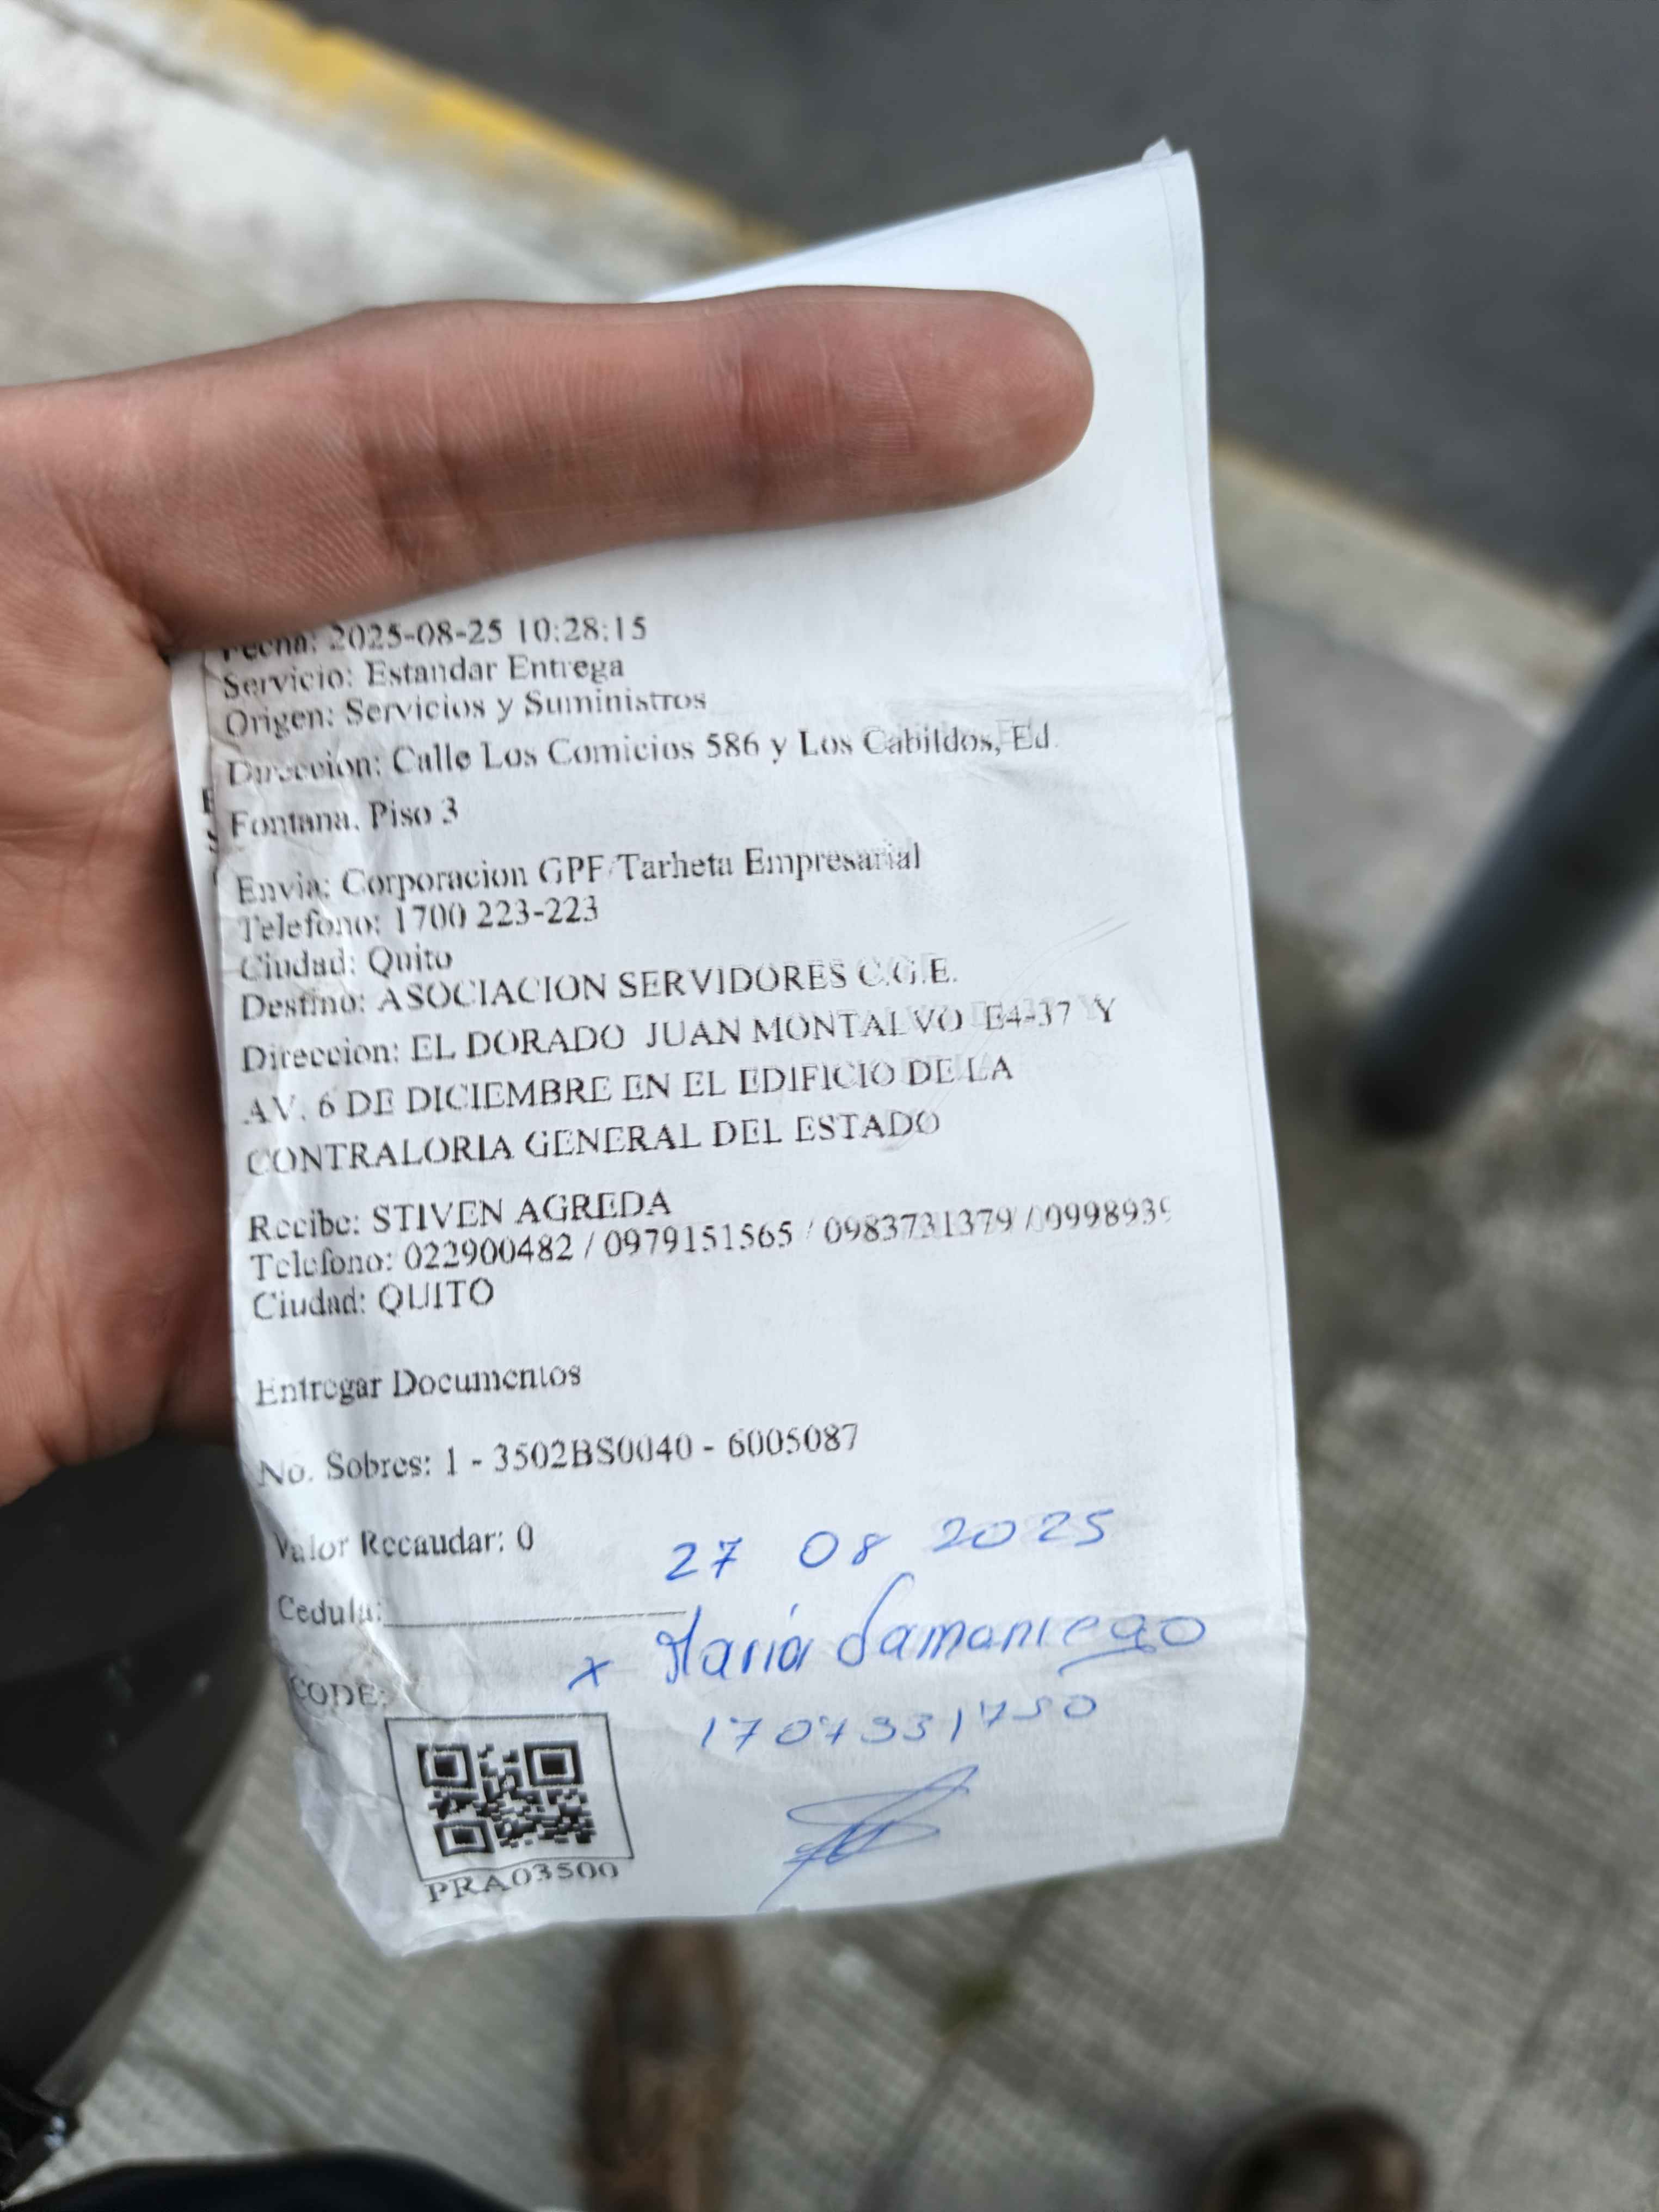 Fecha: 2025-08-25 10:28:15
Servicio: Estandar Entrega
Origen: Servicios y Suministros
Direccion: Calle Los Comicios 586 y Los Cabildos, Ed.
Fontana. Piso 3
Envia: Corporacion GPF/Tarheta Empresarial
Telefono: 1700 223-223
Ciudad: Quito
Destino: ASOCIACION SERVIDORES C.G.E.
Direccion: EL DORADO JUAN MONTALVO E4-37 Y
AV. 6 DE DICIEMBRE EN EL EDIFICIO DE LA
CONTRALORIA GENERAL DEL ESTADO
Recibe: STIVEN AGREDA
Telefono: 022900482 / 0979151565 / 0983731379 / 0998939
Ciudad: QUITO
Entregar Documentos
No. Sobres: 1 - 3502BS0040 - 6005087
Valor Recaudar: 0
27 08 2025
Cedula:
x María Samaniego
CODE:
PRA03500